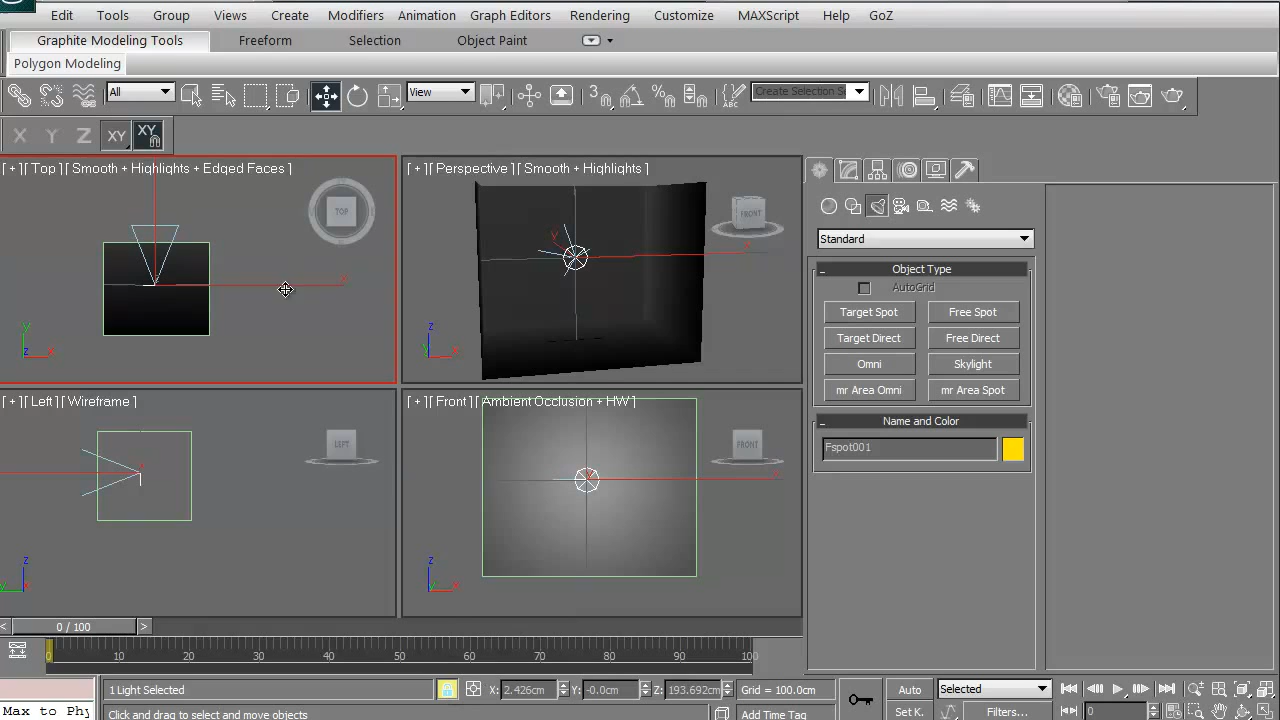 Edit Tools Group Views Create Modifiers Animation Graph Editors Rendering Customize MAXScript Help GoZ
Graphite Modeling Tools Freeform Selection Object Paint
Polygon Modeling
All View Create Selection Se
X Y Z XY XY
[ + ] [ Top ] [ Smooth + Highlights + Edged Faces ] [ + ] [ Perspective ] [ Smooth + Highlights ]
TOP FRONT
Standard
Object Type
AutoGrid
Target Spot Free Spot
Target Direct Free Direct
Omni Skylight
mr Area Omni mr Area Spot
[ + ] [ Left ] [ Wireframe ] [ + ] [ Front ] [ Ambient Occlusion + HW ]
Name and Color
LEFT FRONT
Fspot001
0 / 100
10 20 30 40 50 60 70 80 90 100
1 Light Selected X: 2.426cm Y: -0.0cm Z: 193.692cm Grid = 100.0cm Auto Selected
Max to Phy Click and drag to select and move objects Add Time Tag Set K. Filters... 0